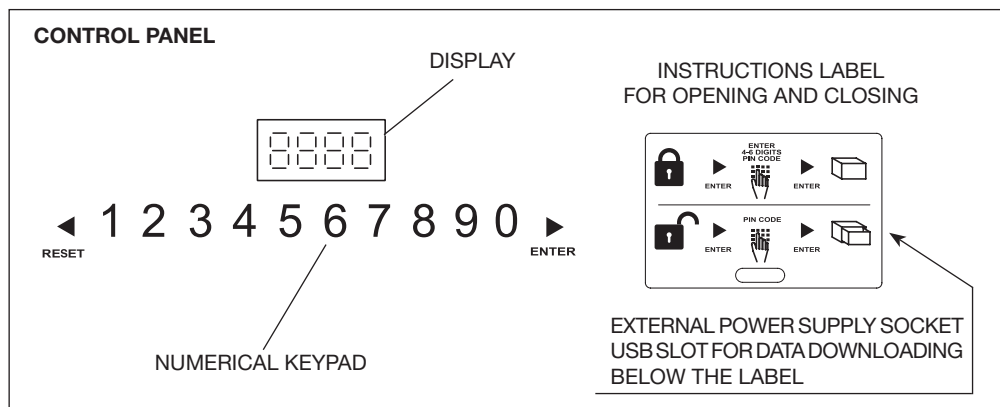 CONTROL PANEL
DISPLAY
INSTRUCTIONS LABEL
FOR OPENING AND CLOSING
ENTER
4-6 DIGITS
PIN CODE
ENTER
ENTER
1 2 3 4 5 6 7 8 9 0
RESET
ENTER
PIN CODE
ENTER
ENTER
NUMERICAL KEYPAD
EXTERNAL POWER SUPPLY SOCKET
USB SLOT FOR DATA DOWNLOADING
BELOW THE LABEL